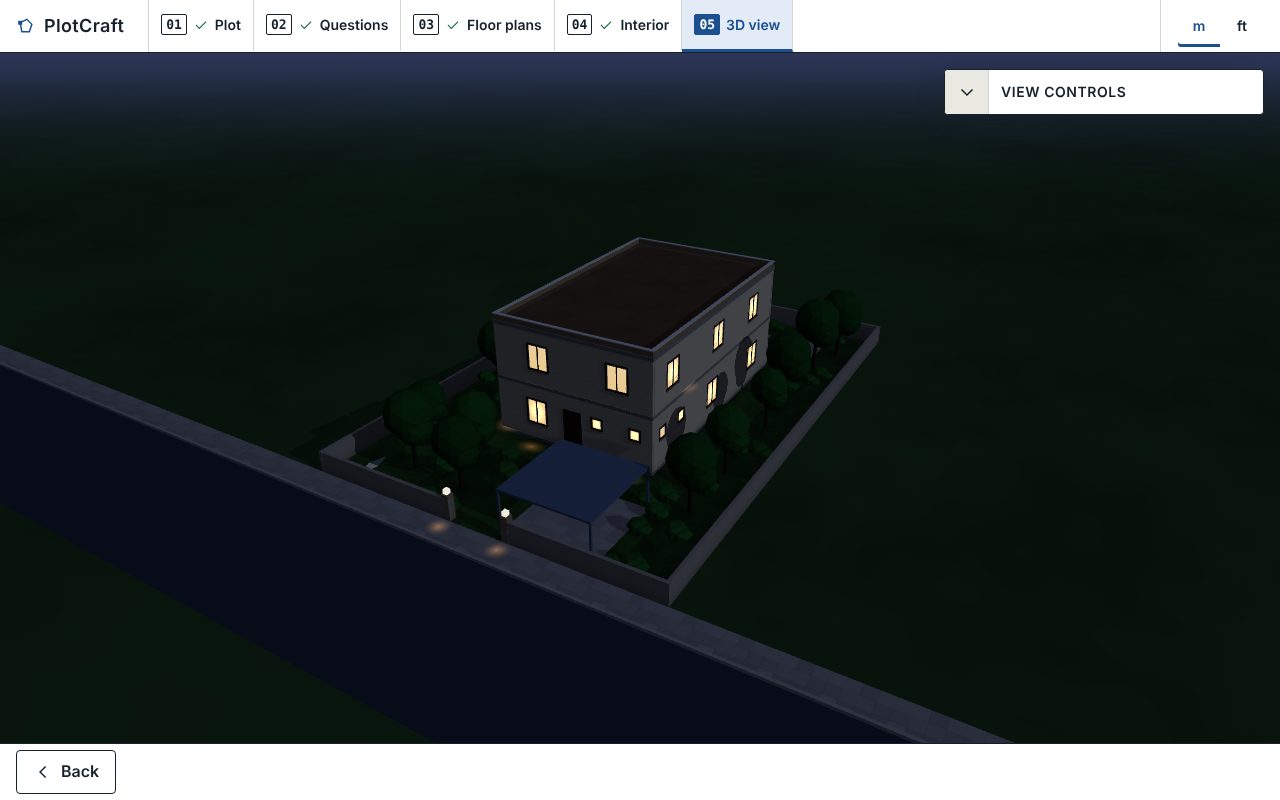 PlotCraft
01 Plot
02 Questions
03 Floor plans
04 Interior
05 3D view
m
ft
VIEW CONTROLS
Back